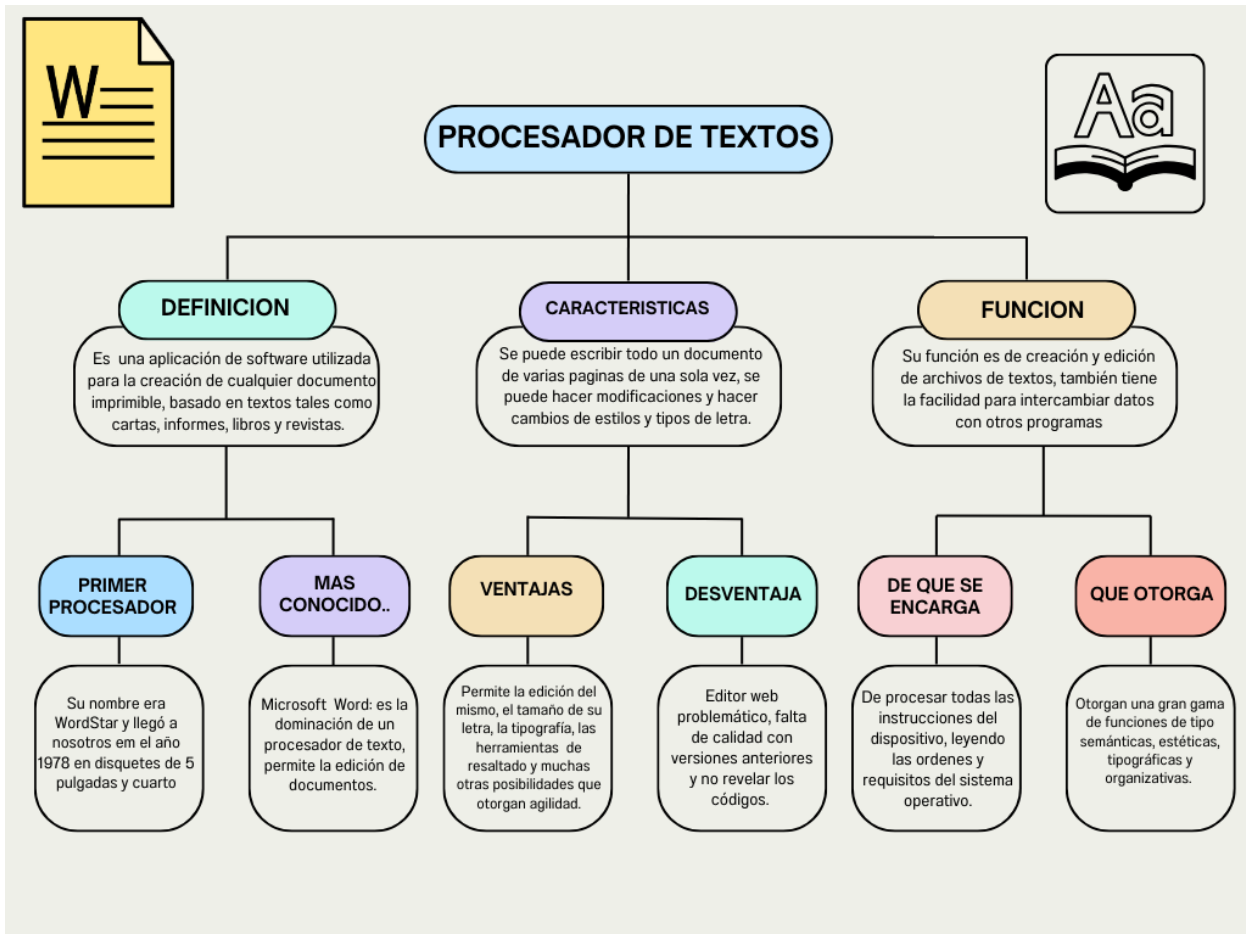 W
Aa
PROCESADOR DE TEXTOS
DEFINICION
Es una aplicación de software utilizada
para la creación de cualquier documento
imprimible, basado en textos tales como
cartas, informes, libros y revistas.
CARACTERISTICAS
Se puede escribir todo un documento
de varias paginas de una sola vez, se
puede hacer modificaciones y hacer
cambios de estilos y tipos de letra.
FUNCION
Su función es de creación y edición
de archivos de textos, también tiene
la facilidad para intercambiar datos
con otros programas
PRIMER
PROCESADOR
Su nombre era
WordStar y llegó a
nosotros em el año
1978 en disquetes de 5
pulgadas y cuarto
MAS
CONOCIDO..
Microsoft Word: es la
dominación de un
procesador de texto,
permite la edición de
documentos.
VENTAJAS
Permite la edición del
mismo, el tamaño de su
letra, la tipografía, las
herramientas de
resaltado y muchas
otras posibilidades que
otorgan agilidad.
DESVENTAJA
Editor web
problemático, falta
de calidad con
versiones anteriores
y no revelar los
códigos.
DE QUE SE
ENCARGA
De procesar todas las
instrucciones del
dispositivo, leyendo
las ordenes y
requisitos del sistema
operativo.
QUE OTORGA
Otorgan una gran gama
de funciones de tipo
semánticas, estéticas,
tipográficas y
organizativas.